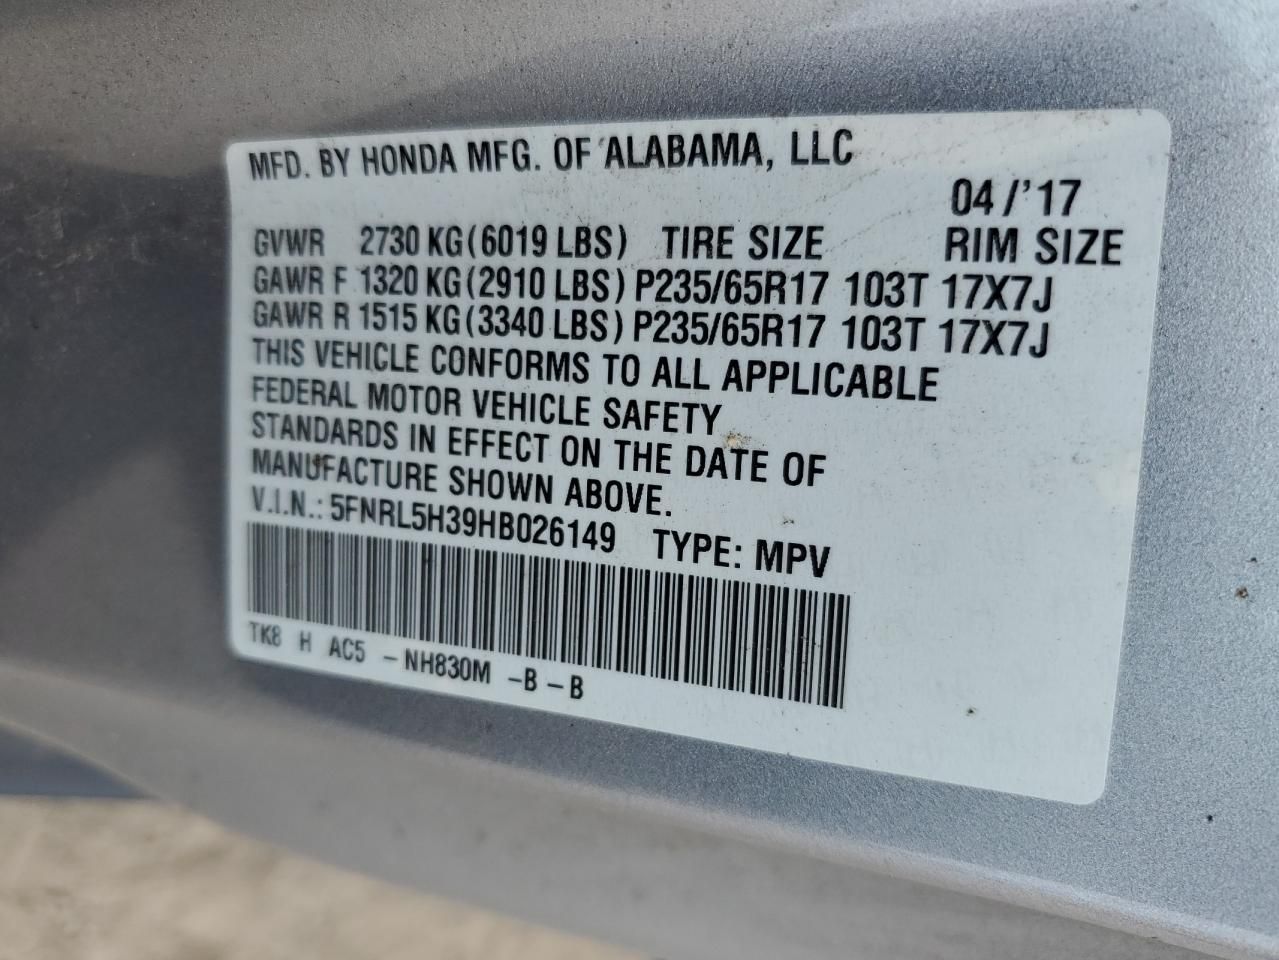 MFD. BY HONDA MFG. OF ALABAMA, LLC
04/'17
GVWR 2730 KG(6019 LBS) TIRE SIZE RIM SIZE
GAWR F 1320 KG(2910 LBS) P235/65R17 103T 17X7J
GAWR R 1515 KG(3340 LBS) P235/65R17 103T 17X7J
THIS VEHICLE CONFORMS TO ALL APPLICABLE
FEDERAL MOTOR VEHICLE SAFETY
STANDARDS IN EFFECT ON THE DATE OF
MANUFACTURE SHOWN ABOVE.
V.I.N.: 5FNRL5H39HB026149 TYPE: MPV
TK8 H AC5 -NH830M -B-B